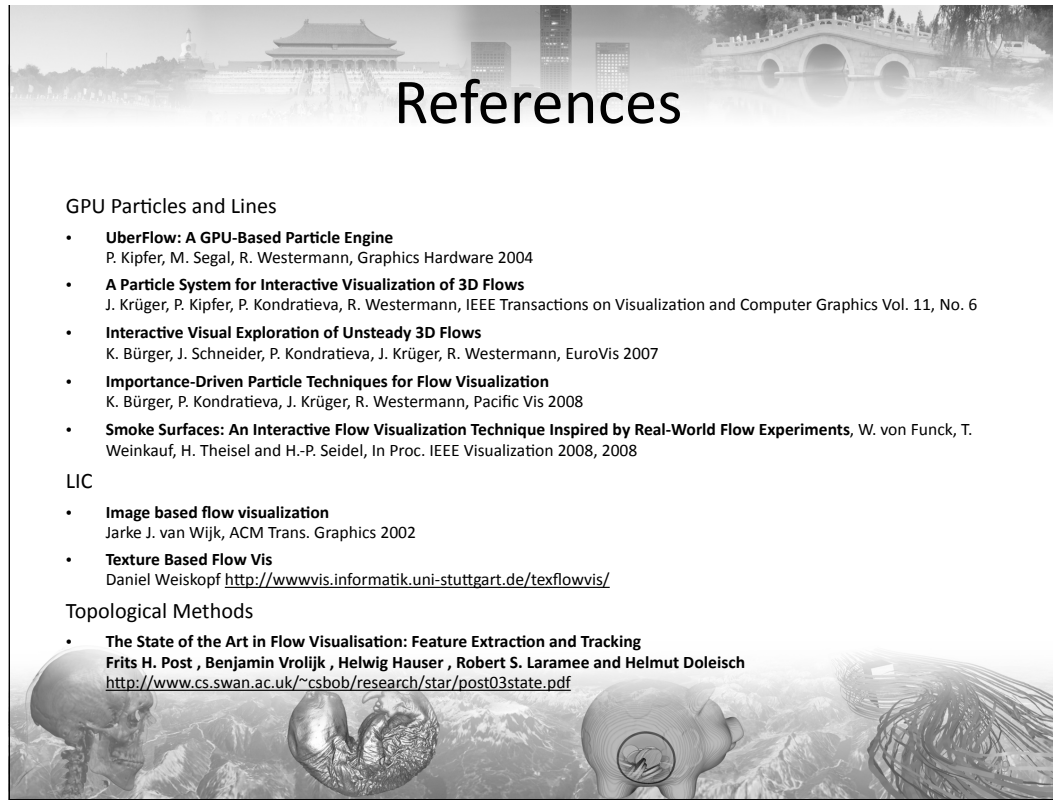 References
GPU Particles and Lines
• UberFlow: A GPU-Based Particle Engine
P. Kipfer, M. Segal, R. Westermann, Graphics Hardware 2004
• A Particle System for Interactive Visualization of 3D Flows
J. Krüger, P. Kipfer, P. Kondratieva, R. Westermann, IEEE Transactions on Visualization and Computer Graphics Vol. 11, No. 6
• Interactive Visual Exploration of Unsteady 3D Flows
K. Bürger, J. Schneider, P. Kondratieva, J. Krüger, R. Westermann, EuroVis 2007
• Importance-Driven Particle Techniques for Flow Visualization
K. Bürger, P. Kondratieva, J. Krüger, R. Westermann, Pacific Vis 2008
• Smoke Surfaces: An Interactive Flow Visualization Technique Inspired by Real-World Flow Experiments, W. von Funck, T.
Weinkauf, H. Theisel and H.-P. Seidel, In Proc. IEEE Visualization 2008, 2008
LIC
• Image based flow visualization
Jarke J. van Wijk, ACM Trans. Graphics 2002
• Texture Based Flow Vis
Daniel Weiskopf http://wwwvis.informatik.uni-stuttgart.de/texflowvis/
Topological Methods
• The State of the Art in Flow Visualisation: Feature Extraction and Tracking
Frits H. Post , Benjamin Vrolijk , Helwig Hauser , Robert S. Laramee and Helmut Doleisch
http://www.cs.swan.ac.uk/~csbob/research/star/post03state.pdf